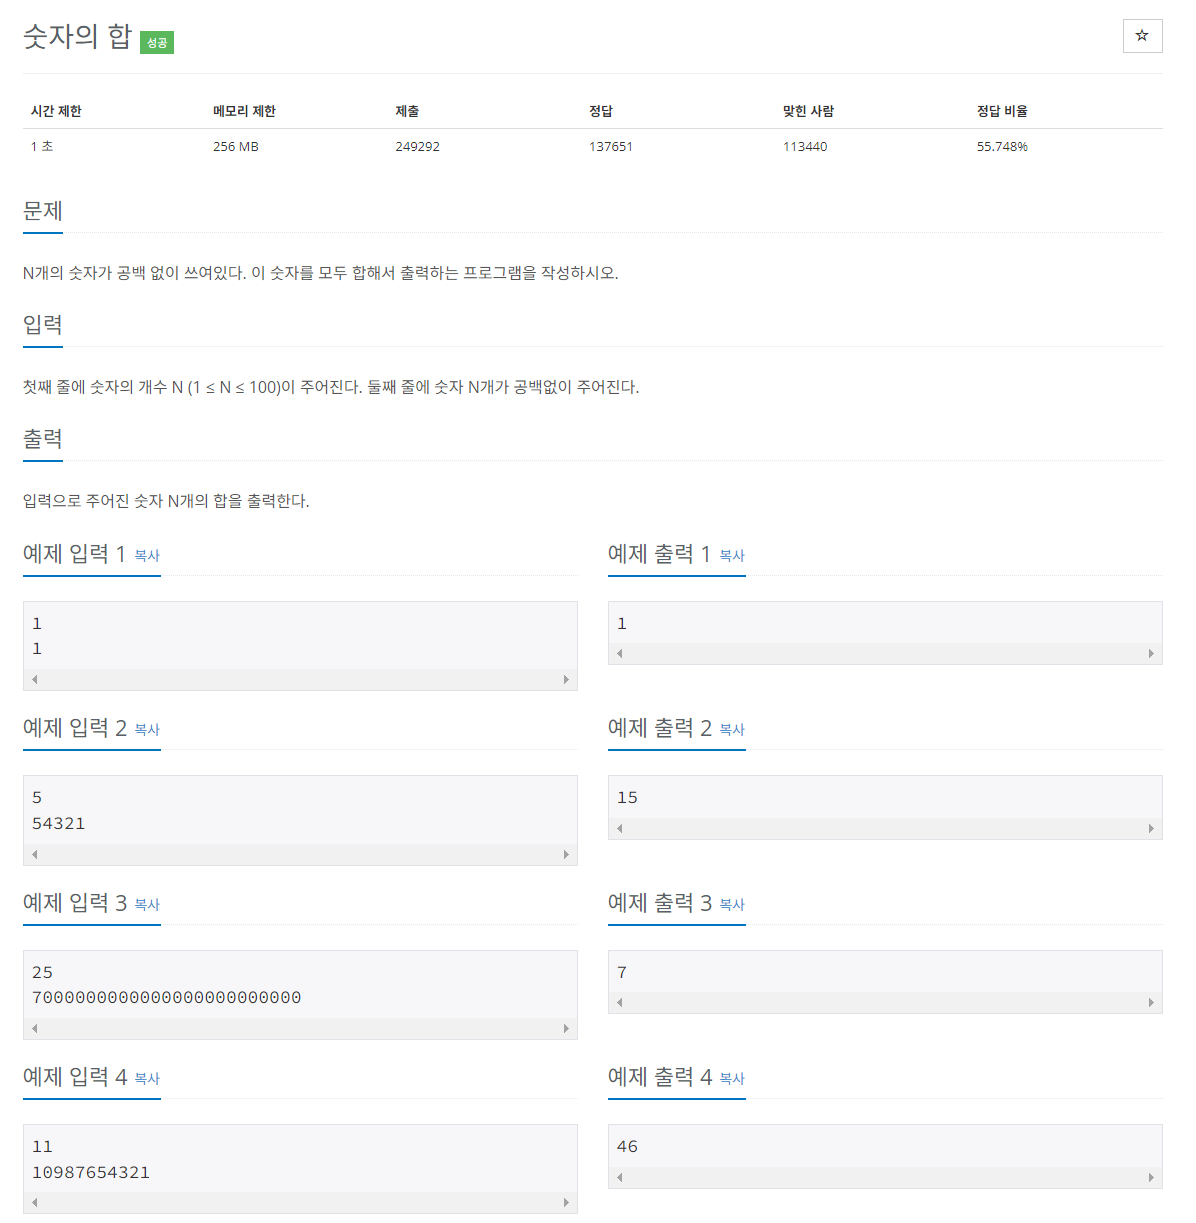 숫자의 합 성공
시간 제한 메모리 제한 제출 정답 맞힌 사람 정답 비율
1 초 256 MB 249292 137651 113440 55.748%
문제
N개의 숫자가 공백 없이 쓰여있다. 이 숫자를 모두 합해서 출력하는 프로그램을 작성하시오.
입력
첫째 줄에 숫자의 개수 N (1 ≤ N ≤ 100)이 주어진다. 둘째 줄에 숫자 N개가 공백없이 주어진다.
출력
입력으로 주어진 숫자 N개의 합을 출력한다.
예제 입력 1 복사
1
1
예제 출력 1 복사
1
예제 입력 2 복사
5
54321
예제 출력 2 복사
15
예제 입력 3 복사
25
7000000000000000000000000
예제 출력 3 복사
7
예제 입력 4 복사
11
10987654321
예제 출력 4 복사
46